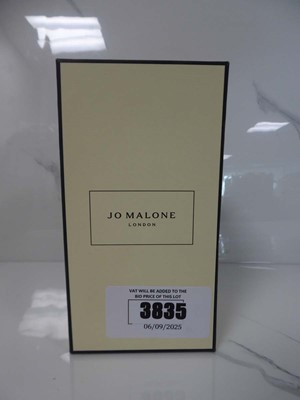 JO MALONE
LONDON
VAT WILL BE ADDED TO THE
BID PRICE OF THIS LOT
3835
06/09/2025